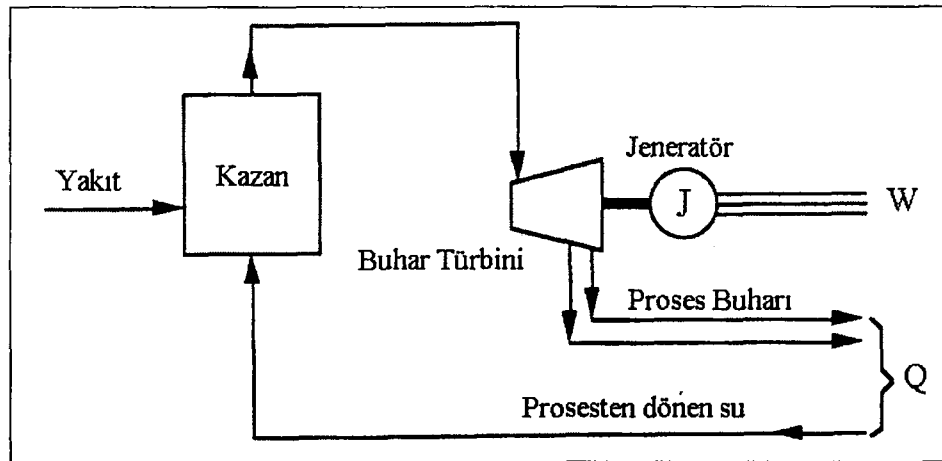 Jeneratör
Yakıt
Kazan
J
W
Buhar Türbini
Proses Buharı
Q
Prosesten dönen su